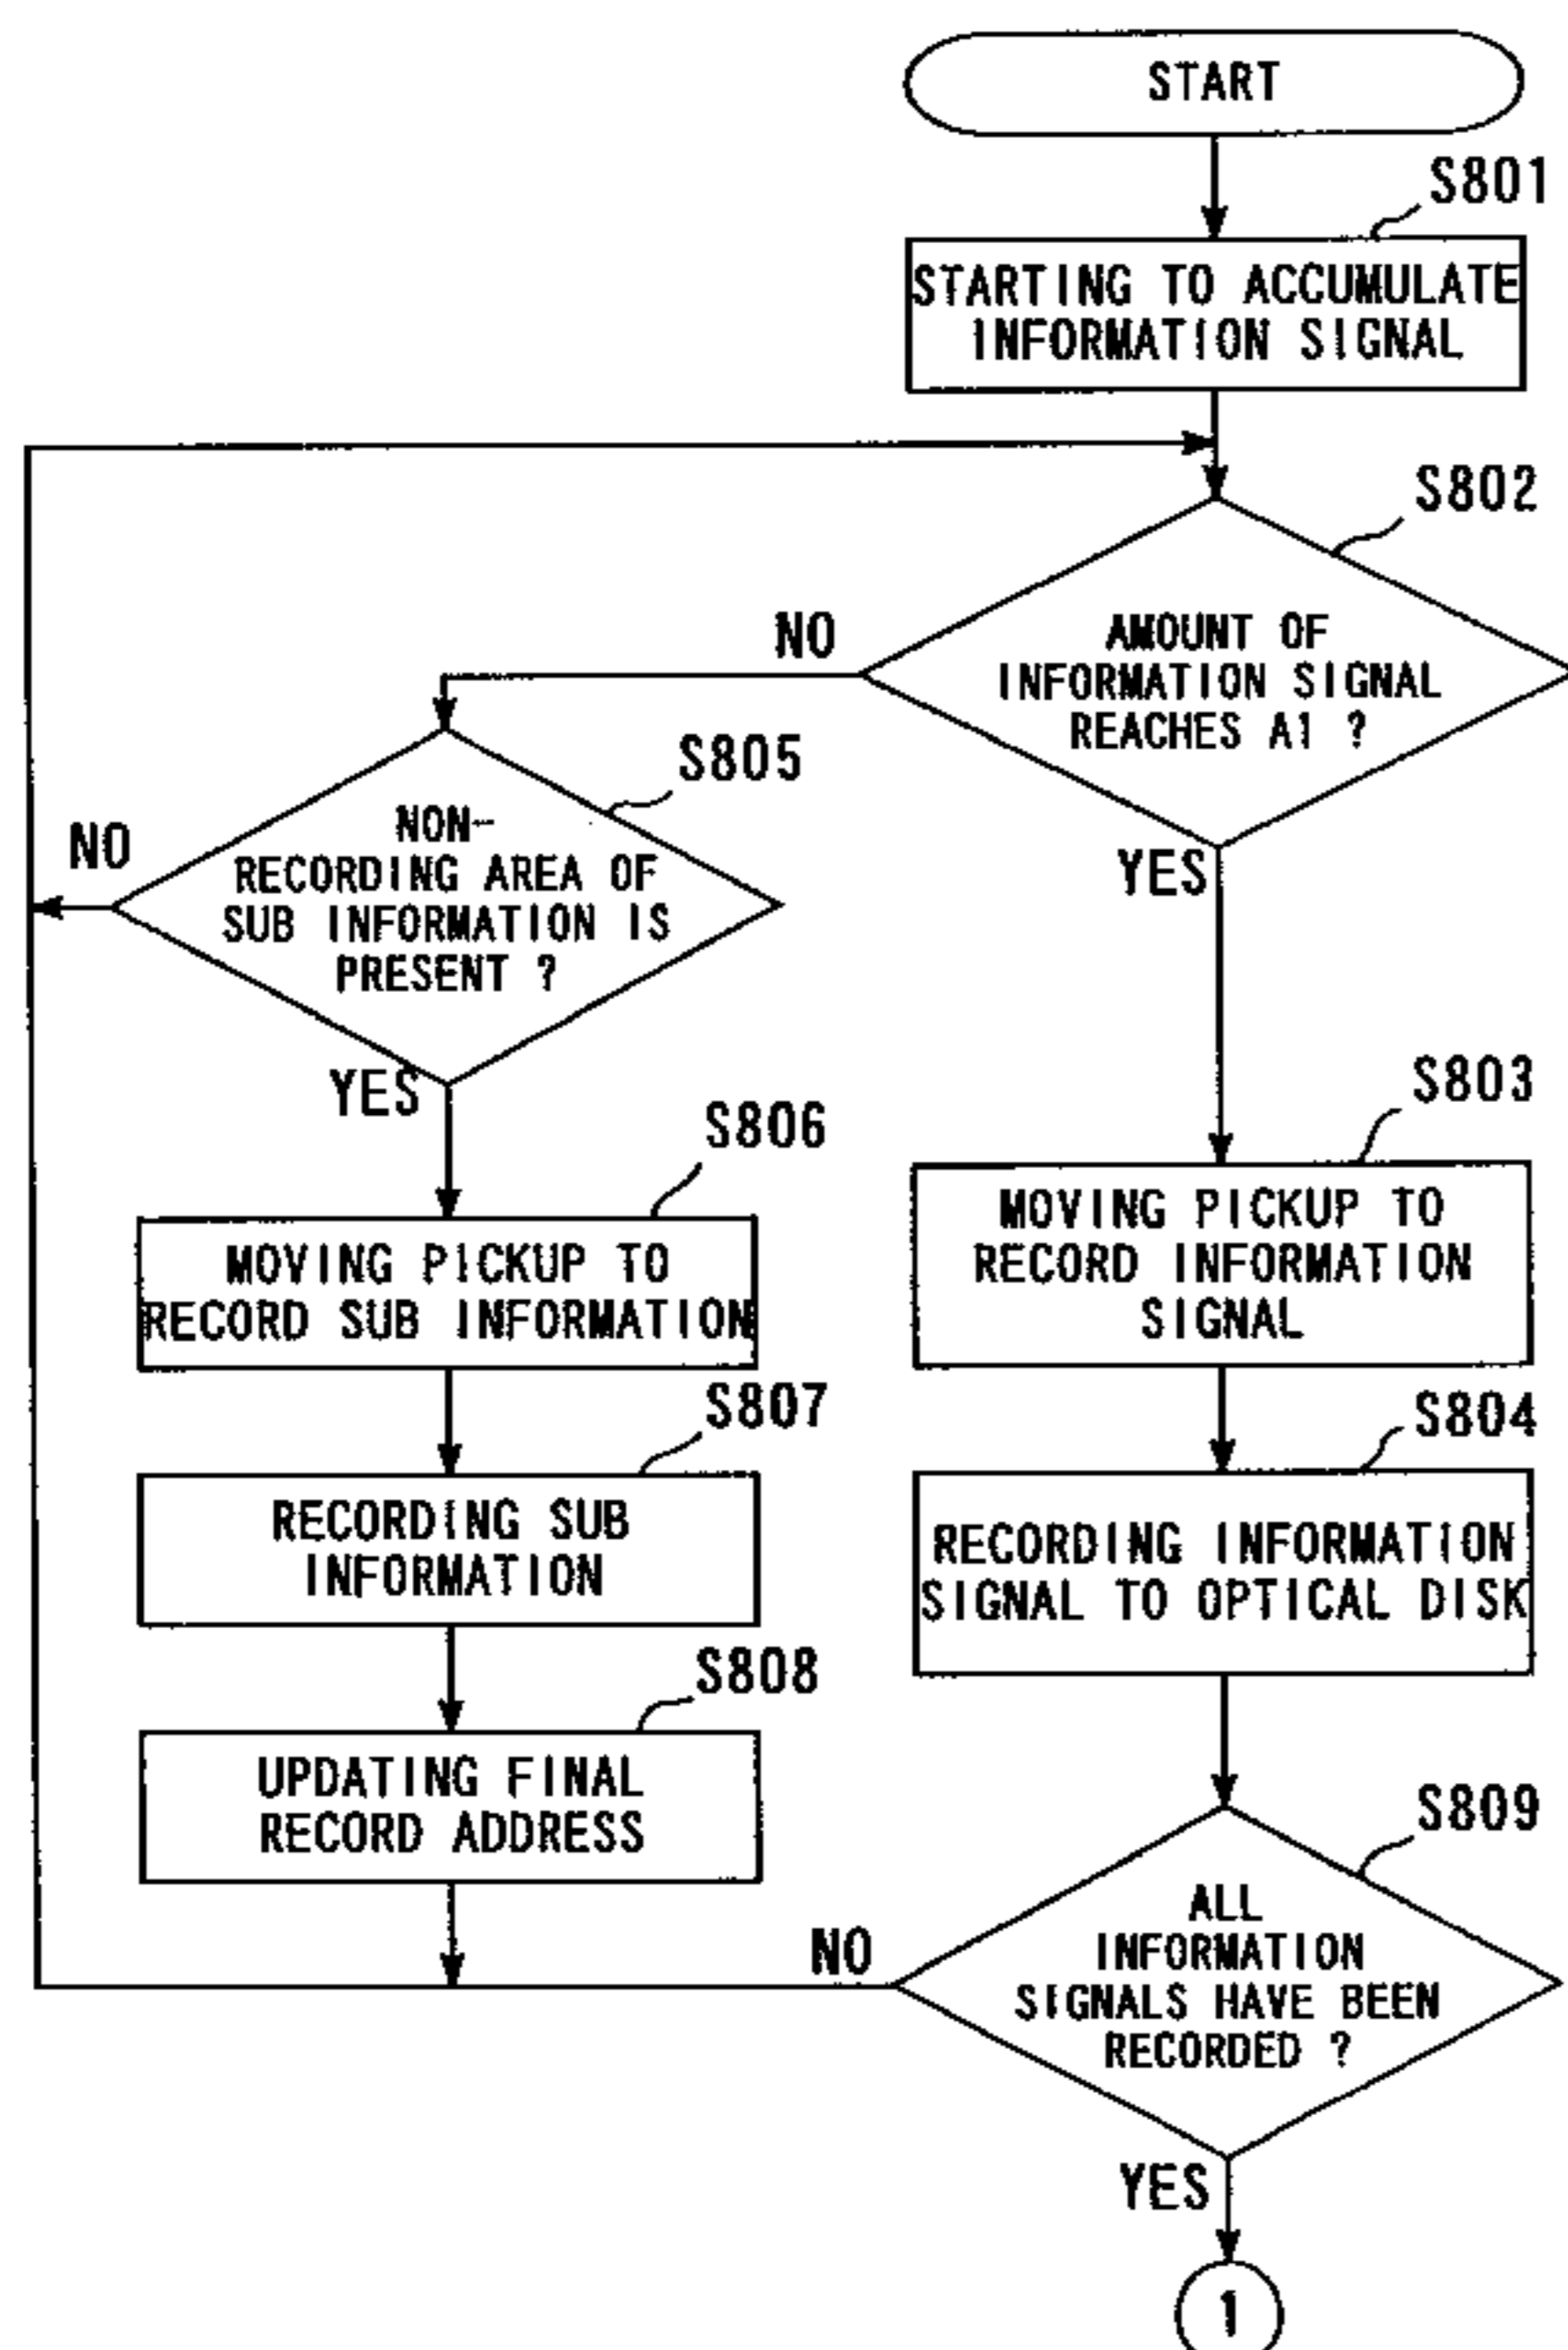 START
S801
STARTING TO ACCUMULATE
INFORMATION SIGNAL
S802
AMOUNT OF
INFORMATION SIGNAL
REACHES A1 ?
NO
YES
S805
NON-
RECORDING AREA OF
SUB INFORMATION IS
PRESENT ?
NO
YES
S806
MOVING PICKUP TO
RECORD SUB INFORMATION
S807
RECORDING SUB
INFORMATION
S808
UPDATING FINAL
RECORD ADDRESS
S803
MOVING PICKUP TO
RECORD INFORMATION
SIGNAL
S804
RECORDING INFORMATION
SIGNAL TO OPTICAL DISK
S809
ALL
INFORMATION
SIGNALS HAVE BEEN
RECORDED ?
NO
YES
1